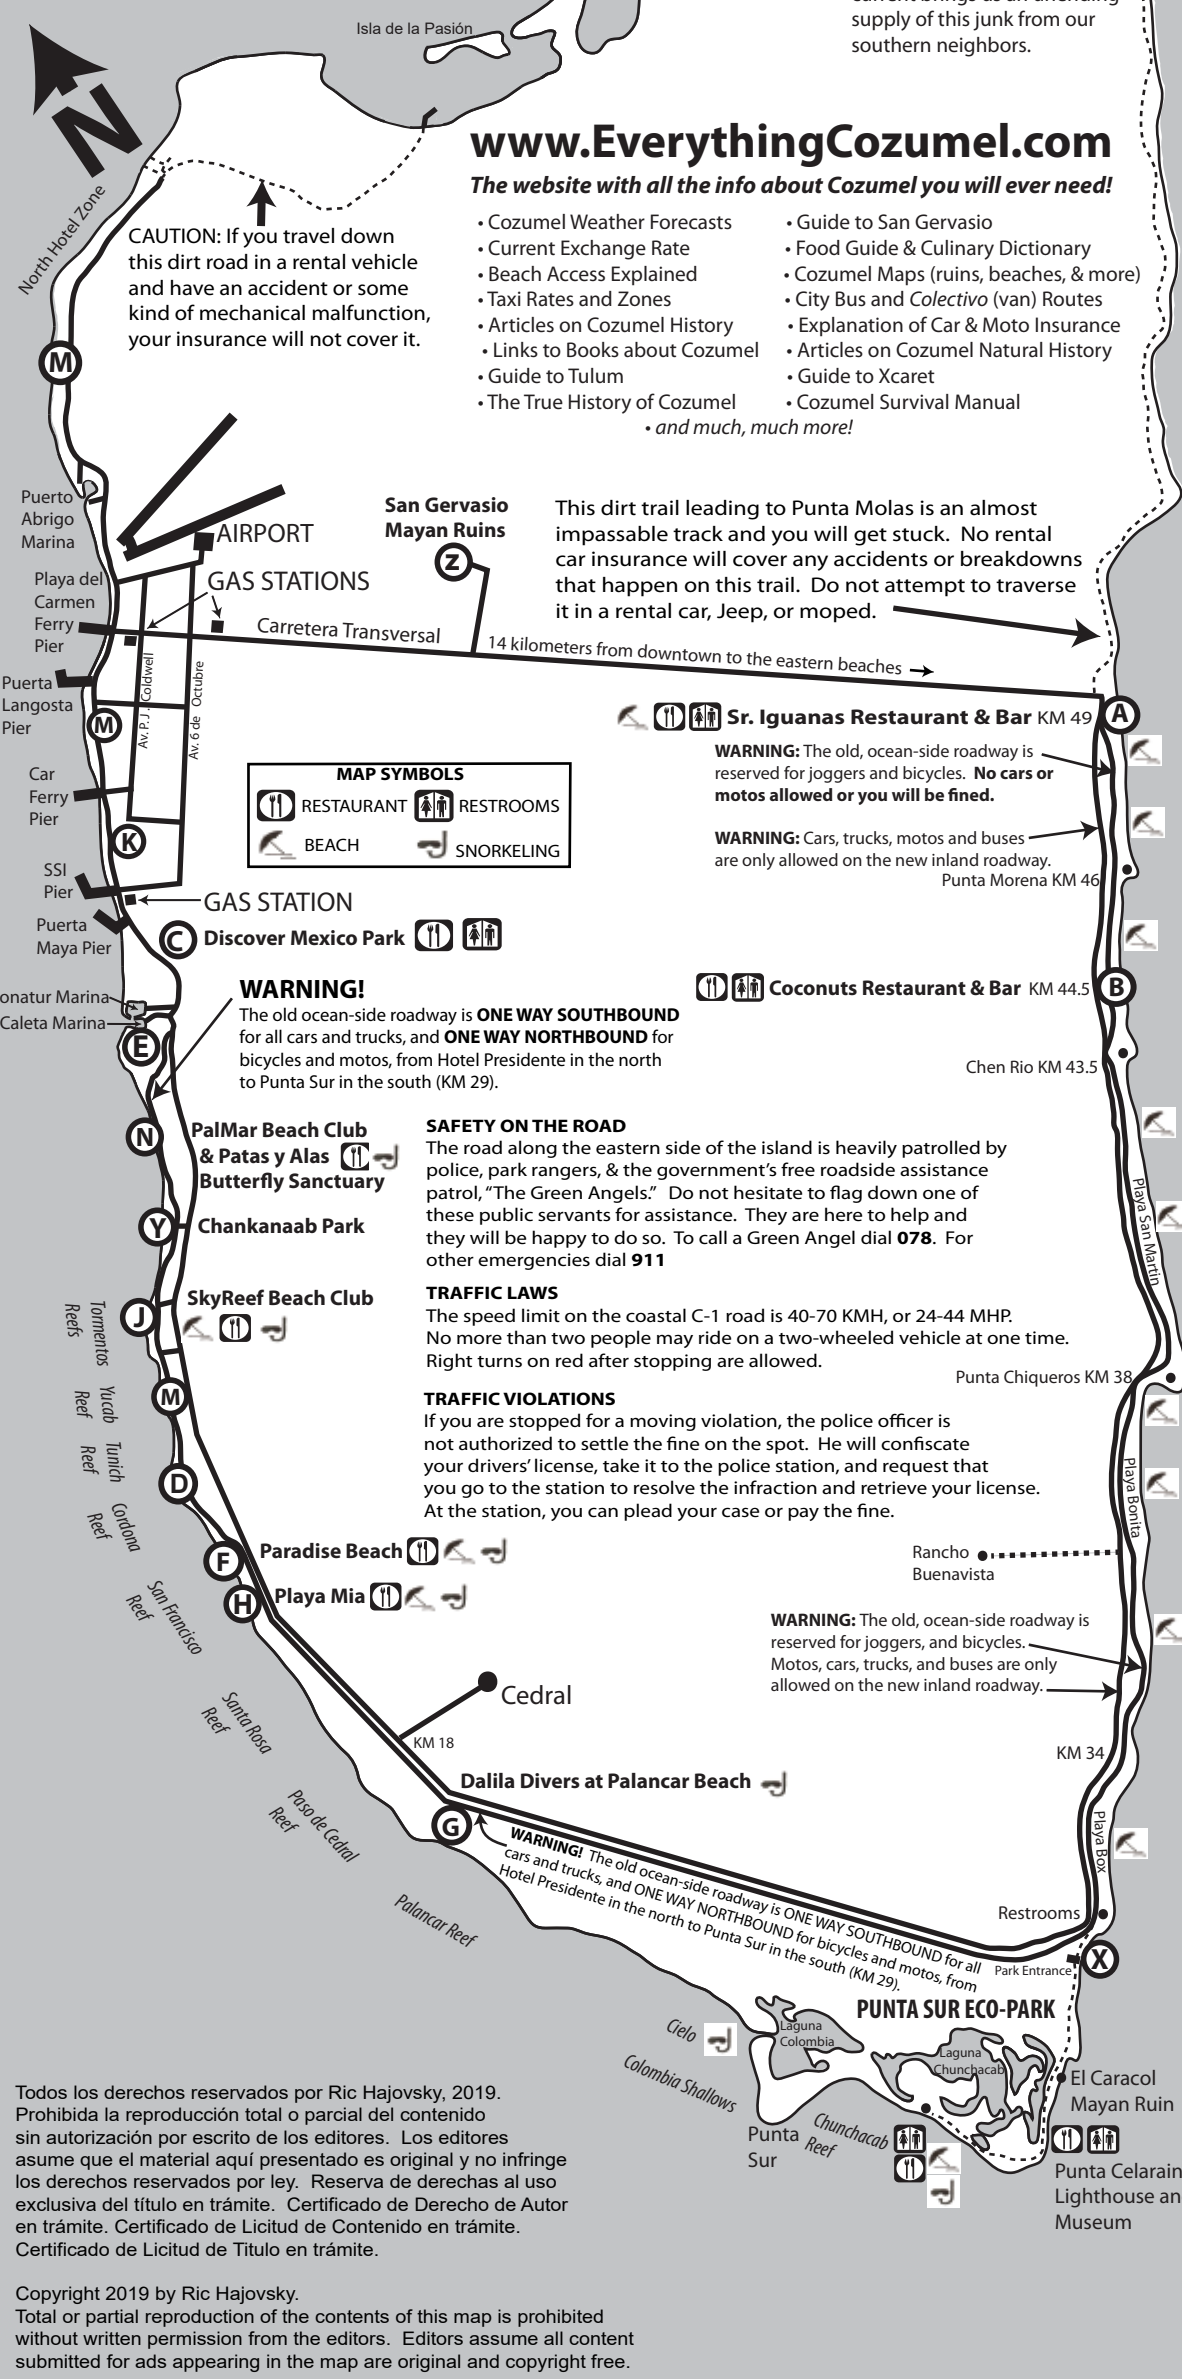 current brings us an unending
supply of this junk from our
southern neighbors.
Isla de la Pasión
N
www.EverythingCozumel.com
The website with all the info about Cozumel you will ever need!
• Cozumel Weather Forecasts
• Current Exchange Rate
• Beach Access Explained
• Taxi Rates and Zones
• Articles on Cozumel History
• Links to Books about Cozumel
• Guide to Tulum
• The True History of Cozumel
• Guide to San Gervasio
• Food Guide & Culinary Dictionary
• Cozumel Maps (ruins, beaches, & more)
• City Bus and Colectivo (van) Routes
• Explanation of Car & Moto Insurance
• Articles on Cozumel Natural History
• Guide to Xcaret
• Cozumel Survival Manual
• and much, much more!
North Hotel Zone
CAUTION: If you travel down
this dirt road in a rental vehicle
and have an accident or some
kind of mechanical malfunction,
your insurance will not cover it.
M
Puerto
Abrigo
Marina
AIRPORT
GAS STATIONS
San Gervasio
Mayan Ruins
Z
This dirt trail leading to Punta Molas is an almost
impassable track and you will get stuck. No rental
car insurance will cover any accidents or breakdowns
that happen on this trail. Do not attempt to traverse
it in a rental car, Jeep, or moped.
Playa del
Carmen
Ferry
Pier
Carretera Transversal
14 kilometers from downtown to the eastern beaches
Puerta
Langosta
Pier
M
Av. P. J. Coldwell
Av. 6 de Octubre
Sr. Iguanas Restaurant & Bar KM 49
A
WARNING: The old, ocean-side roadway is
reserved for joggers and bicycles. No cars or
motos allowed or you will be fined.
WARNING: Cars, trucks, motos and buses
are only allowed on the new inland roadway.
Punta Morena KM 46
Car
Ferry
Pier
MAP SYMBOLS
RESTAURANT
RESTROOMS
BEACH
SNORKELING
K
SSI
Pier
GAS STATION
Puerta
Maya Pier
C
Discover Mexico Park
Coconuts Restaurant & Bar KM 44.5
B
onatur Marina
Caleta Marina
E
WARNING!
The old ocean-side roadway is ONE WAY SOUTHBOUND
for all cars and trucks, and ONE WAY NORTHBOUND for
bicycles and motos, from Hotel Presidente in the north
to Punta Sur in the south (KM 29).
Chen Rio KM 43.5
N
PalMar Beach Club
& Patas y Alas
Butterfly Sanctuary
Y
Chankanaab Park
J
SkyReef Beach Club
SAFETY ON THE ROAD
The road along the eastern side of the island is heavily patrolled by
police, park rangers, & the government's free roadside assistance
patrol, "The Green Angels." Do not hesitate to flag down one of
these public servants for assistance. They are here to help and
they will be happy to do so. To call a Green Angel dial 078. For
other emergencies dial 911
TRAFFIC LAWS
The speed limit on the coastal C-1 road is 40-70 KMH, or 24-44 MHP.
No more than two people may ride on a two-wheeled vehicle at one time.
Right turns on red after stopping are allowed.
TRAFFIC VIOLATIONS
If you are stopped for a moving violation, the police officer is
not authorized to settle the fine on the spot. He will confiscate
your drivers' license, take it to the police station, and request that
you go to the station to resolve the infraction and retrieve your license.
At the station, you can plead your case or pay the fine.
Playa San Martin
Punta Chiqueros KM 38
Playa Bonita
Tormentos
Reefs
Yucab
Reef
M
Tunich
Reef
D
Cordona
Reef
F
Paradise Beach
H
Playa Mia
San Francisco
Reef
Rancho
Buenavista
WARNING: The old, ocean-side roadway is
reserved for joggers, and bicycles.
Motos, cars, trucks, and buses are only
allowed on the new inland roadway.
Santa Rosa
Reef
Cedral
KM 18
KM 34
Dalila Divers at Palancar Beach
G
Paso de Cedral
Reef
Playa Box
WARNING! The old ocean-side roadway is ONE WAY SOUTHBOUND for all
cars and trucks, and ONE WAY NORTHBOUND for bicycles and motos, from
Hotel Presidente in the north to Punta Sur in the south (KM 29).
Palancar Reef
Restrooms
Park Entrance
X
PUNTA SUR ECO-PARK
Cielo
Laguna
Colombia
Laguna
Chunchacab
Colombia Shallows
El Caracol
Mayan Ruin
Punta
Sur
Chunchacab
Reef
Punta Celarain
Lighthouse an
Museum
Todos los derechos reservados por Ric Hajovsky, 2019.
Prohibida la reproducción total o parcial del contenido
sin autorización por escrito de los editores. Los editores
asume que el material aquí presentado es original y no infringe
los derechos reservados por ley. Reserva de derechas al uso
exclusiva del título en trámite. Certificado de Derecho de Autor
en trámite. Certificado de Licitud de Contenido en trámite.
Certificado de Licitud de Titulo en trámite.
Copyright 2019 by Ric Hajovsky.
Total or partial reproduction of the contents of this map is prohibited
without written permission from the editors. Editors assume all content
submitted for ads appearing in the map are original and copyright free.